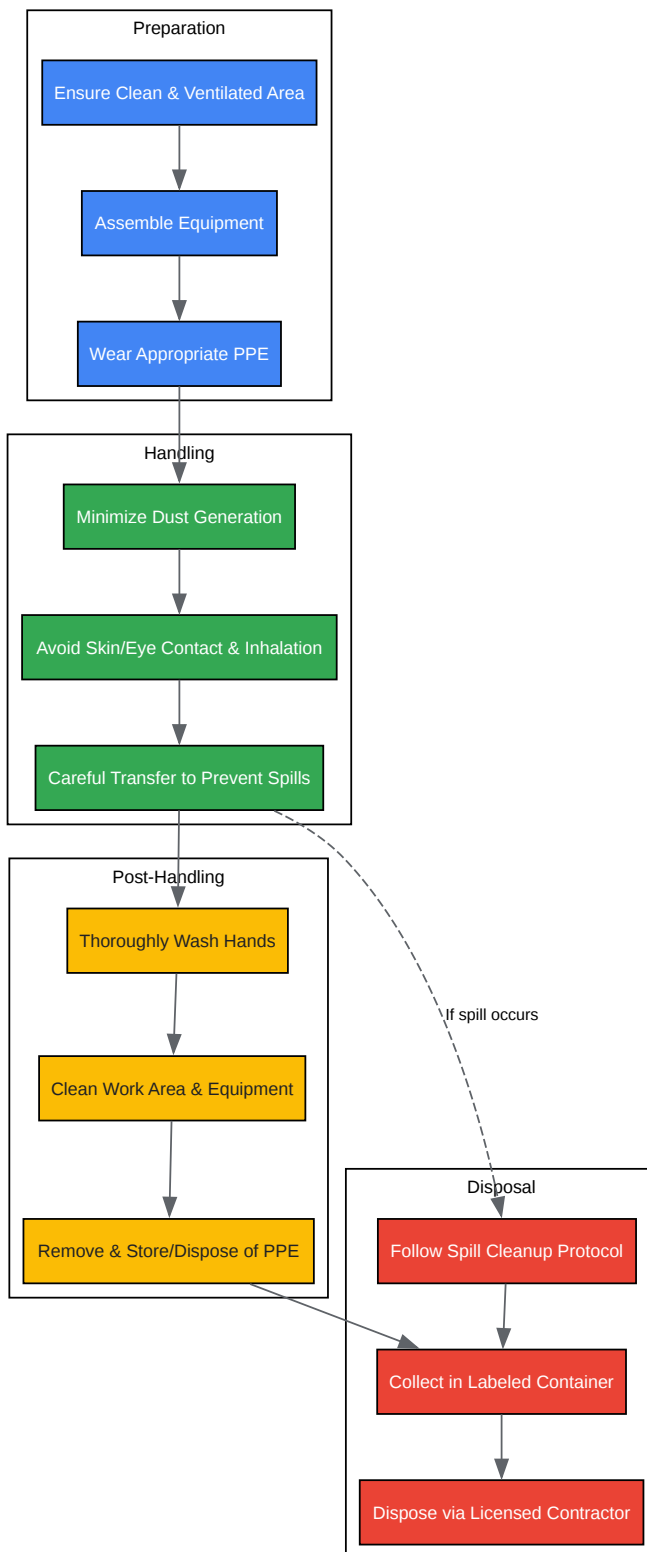 Preparation
Ensure Clean & Ventilated Area
Assemble Equipment
Wear Appropriate PPE
Handling
Minimize Dust Generation
Avoid Skin/Eye Contact & Inhalation
Careful Transfer to Prevent Spills
Post-Handling
Thoroughly Wash Hands
If spill occurs
Clean Work Area & Equipment
Remove & Store/Dispose of PPE
Disposal
Follow Spill Cleanup Protocol
Collect in Labeled Container
Dispose via Licensed Contractor